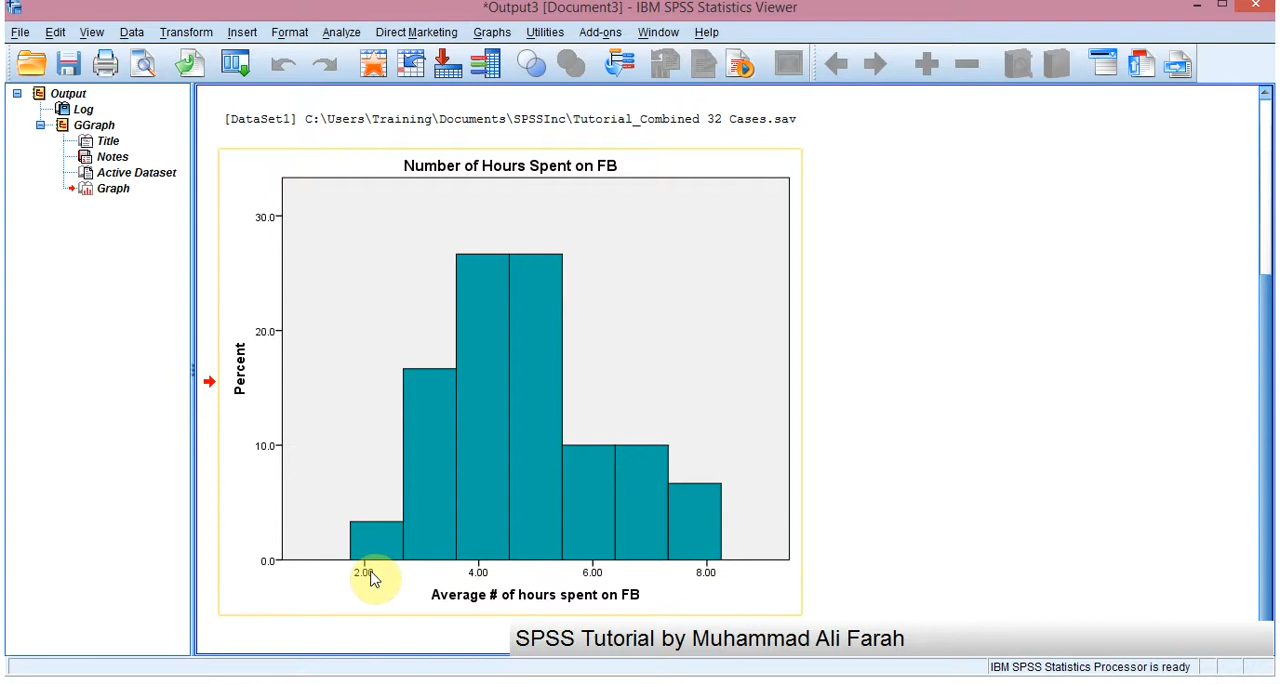 *Output3 [Document3] - IBM SPSS Statistics Viewer
File Edit View Data Transform Insert Format Analyze Direct Marketing Graphs Utilities Add-ons Window Help
Output
Log
GGraph
Title
Notes
Active Dataset
Graph
[DataSet1] C:\Users\Training\Documents\SPSSInc\Tutorial_Combined 32 Cases.sav
Number of Hours Spent on FB
30.0
20.0
10.0
0.0
Percent
2.00 4.00 6.00 8.00
Average # of hours spent on FB
SPSS Tutorial by Muhammad Ali Farah
IBM SPSS Statistics Processor is ready